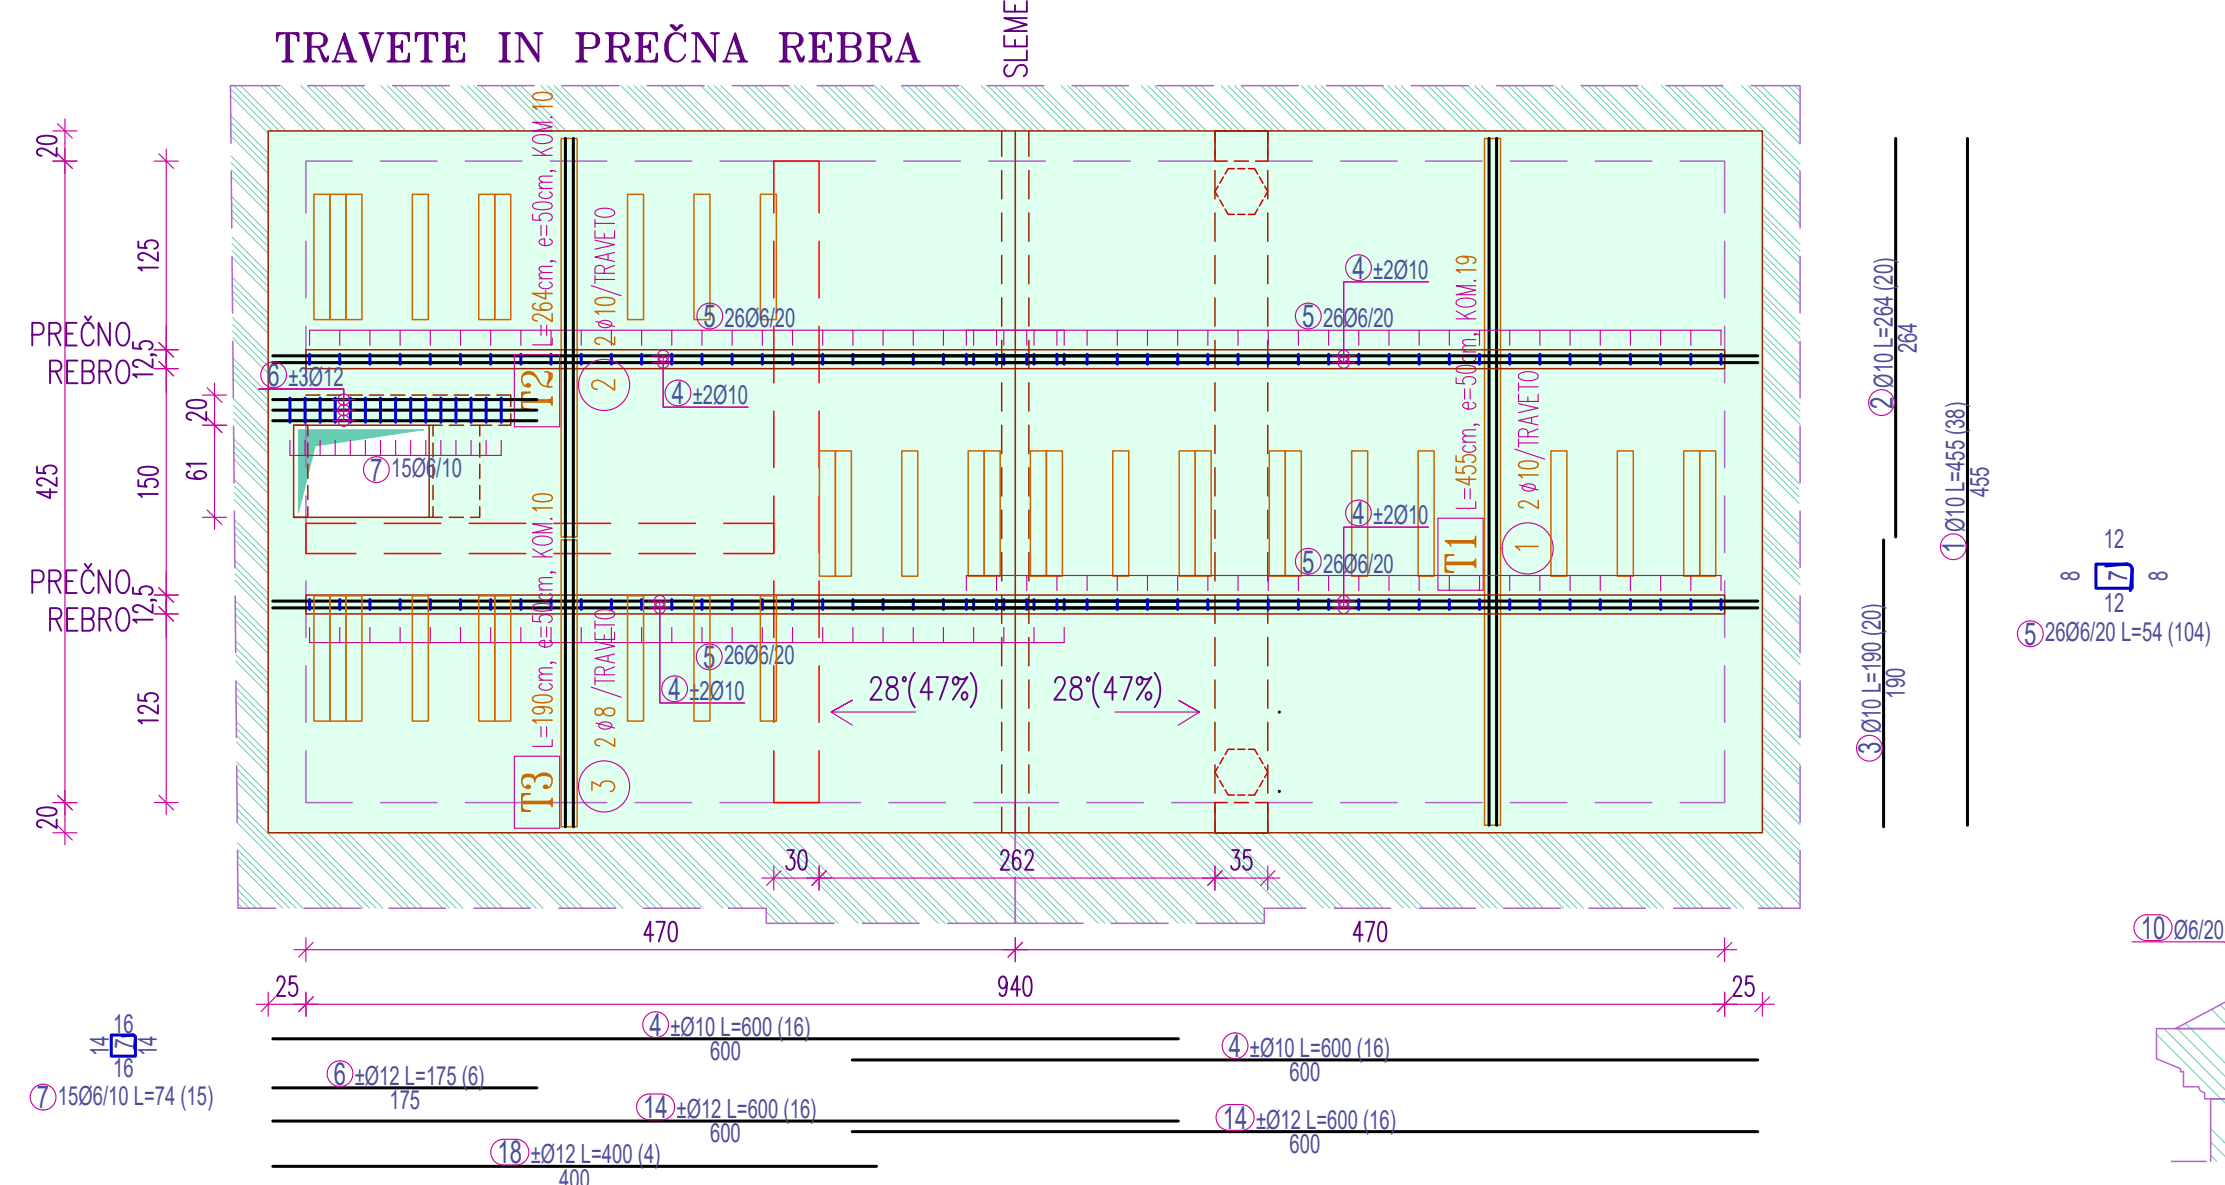 TRAVETE IN PREČNA REBRA
SLEME
20
125
12,5
150
12,5
125
425
20
20
61
PREČNO
REBRO
PREČNO
REBRO
L=264cm, e=50cm, KOM.10
2ø10/TRAVETO
T2
2
L=190cm, e=50cm, KOM.10
2ø8 /TRAVETO
T3
3
L=455cm, e=50cm, KOM.19
2ø10/TRAVETO
T1
1
5 26Ø6/20
4 ±2Ø10
5 26Ø6/20
4 ±2Ø10
6 ±3Ø12
7 15Ø6/10
4 ±2Ø10
5 26Ø6/20
5 26Ø6/20
4 ±2Ø10
28°(47%)
28°(47%)
30
262
35
470
470
25
940
25
2 Ø10 L=264 (20)
264
1 Ø10 L=455 (38)
455
3 Ø10 L=190 (20)
190
12
8
7
8
12
5 26Ø6/20 L=54 (104)
10 Ø6/20
16
14
7
14
16
7 15Ø6/10 L=74 (15)
4 ±Ø10 L=600 (16)
600
4 ±Ø10 L=600 (16)
600
6 ±Ø12 L=175 (6)
175
14 ±Ø12 L=600 (16)
600
14 ±Ø12 L=600 (16)
600
18 ±Ø12 L=400 (4)
400